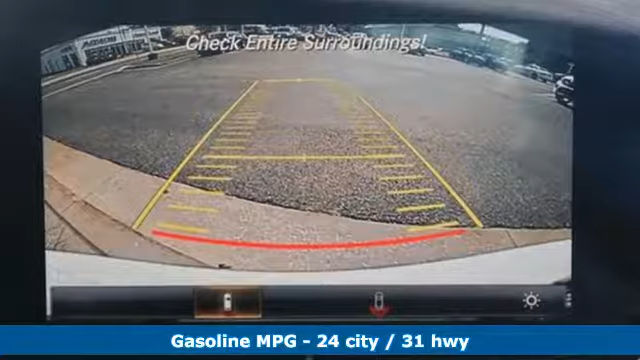 Check Entire Surroundings!
Gasoline MPG - 24 city / 31 hwy